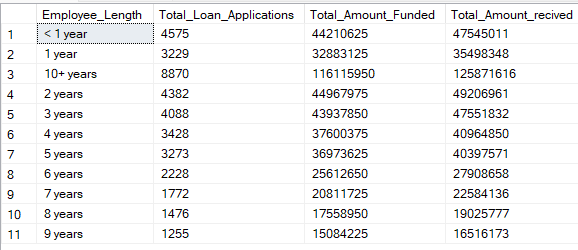 Employee_Length Total_Loan_Applications Total_Amount_Funded Total_Amount_recived
1 < 1 year 4575 44210625 47545011
2 1 year 3229 32883125 35498348
3 10+ years 8870 116115950 125871616
4 2 years 4382 44967975 49206961
5 3 years 4088 43937850 47551832
6 4 years 3428 37600375 40964850
7 5 years 3273 36973625 40397571
8 6 years 2228 25612650 27908658
9 7 years 1772 20811725 22584136
10 8 years 1476 17558950 19025777
11 9 years 1255 15084225 16516173